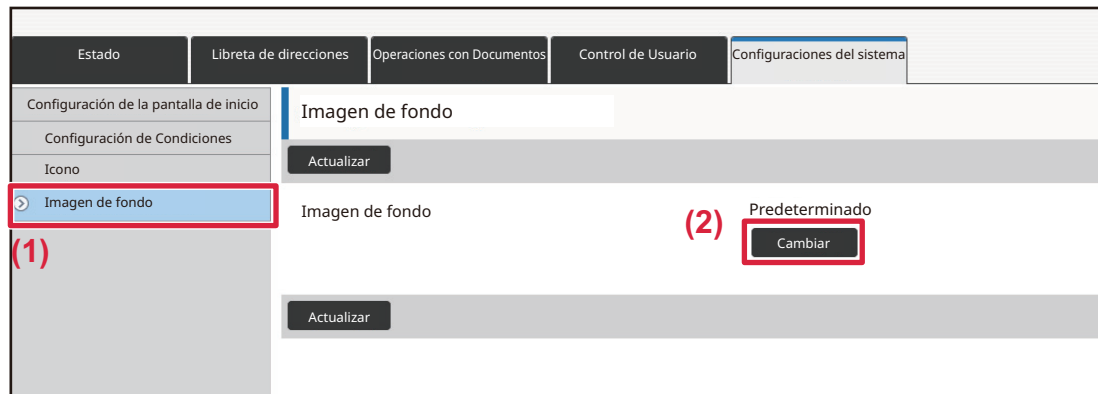 Estado
Libreta de direcciones
Operaciones con Documentos
Control de Usuario
Configuraciones del sistema
Configuración de la pantalla de inicio
Configuración de Condiciones
Icono
Imagen de fondo
(1)
Imagen de fondo
Actualizar
Imagen de fondo
Predeterminado
(2)
Cambiar
Actualizar